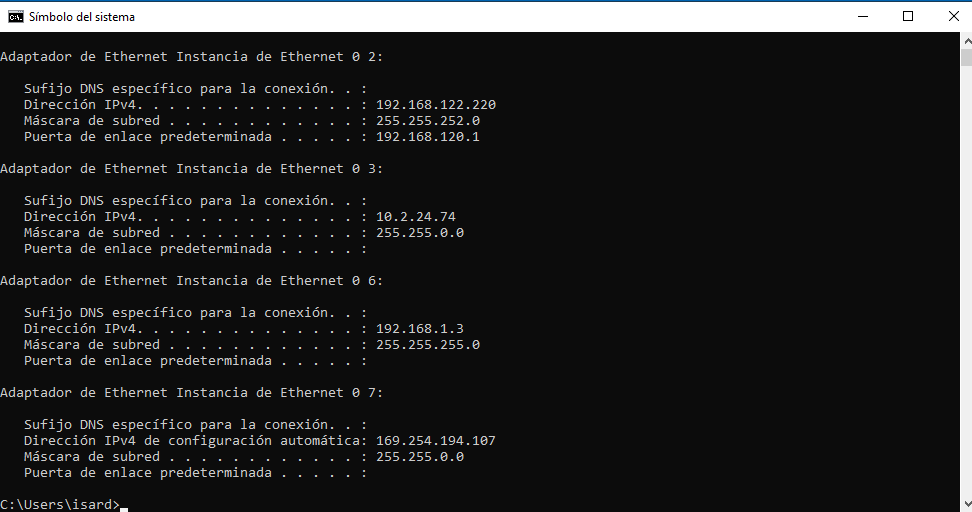 Símbolo del sistema
Adaptador de Ethernet Instancia de Ethernet 0 2:
Sufijo DNS específico para la conexión. . :
Dirección IPv4. . . . . . . . . . . . . . : 192.168.122.220
Máscara de subred . . . . . . . . . . . . : 255.255.252.0
Puerta de enlace predeterminada . . . . . : 192.168.120.1
Adaptador de Ethernet Instancia de Ethernet 0 3:
Sufijo DNS específico para la conexión. . :
Dirección IPv4. . . . . . . . . . . . . . : 10.2.24.74
Máscara de subred . . . . . . . . . . . . : 255.255.0.0
Puerta de enlace predeterminada . . . . . :
Adaptador de Ethernet Instancia de Ethernet 0 6:
Sufijo DNS específico para la conexión. . :
Dirección IPv4. . . . . . . . . . . . . . : 192.168.1.3
Máscara de subred . . . . . . . . . . . . : 255.255.255.0
Puerta de enlace predeterminada . . . . . :
Adaptador de Ethernet Instancia de Ethernet 0 7:
Sufijo DNS específico para la conexión. . :
Dirección IPv4 de configuración automática: 169.254.194.107
Máscara de subred . . . . . . . . . . . . : 255.255.0.0
Puerta de enlace predeterminada . . . . . :
C:\Users\isard>